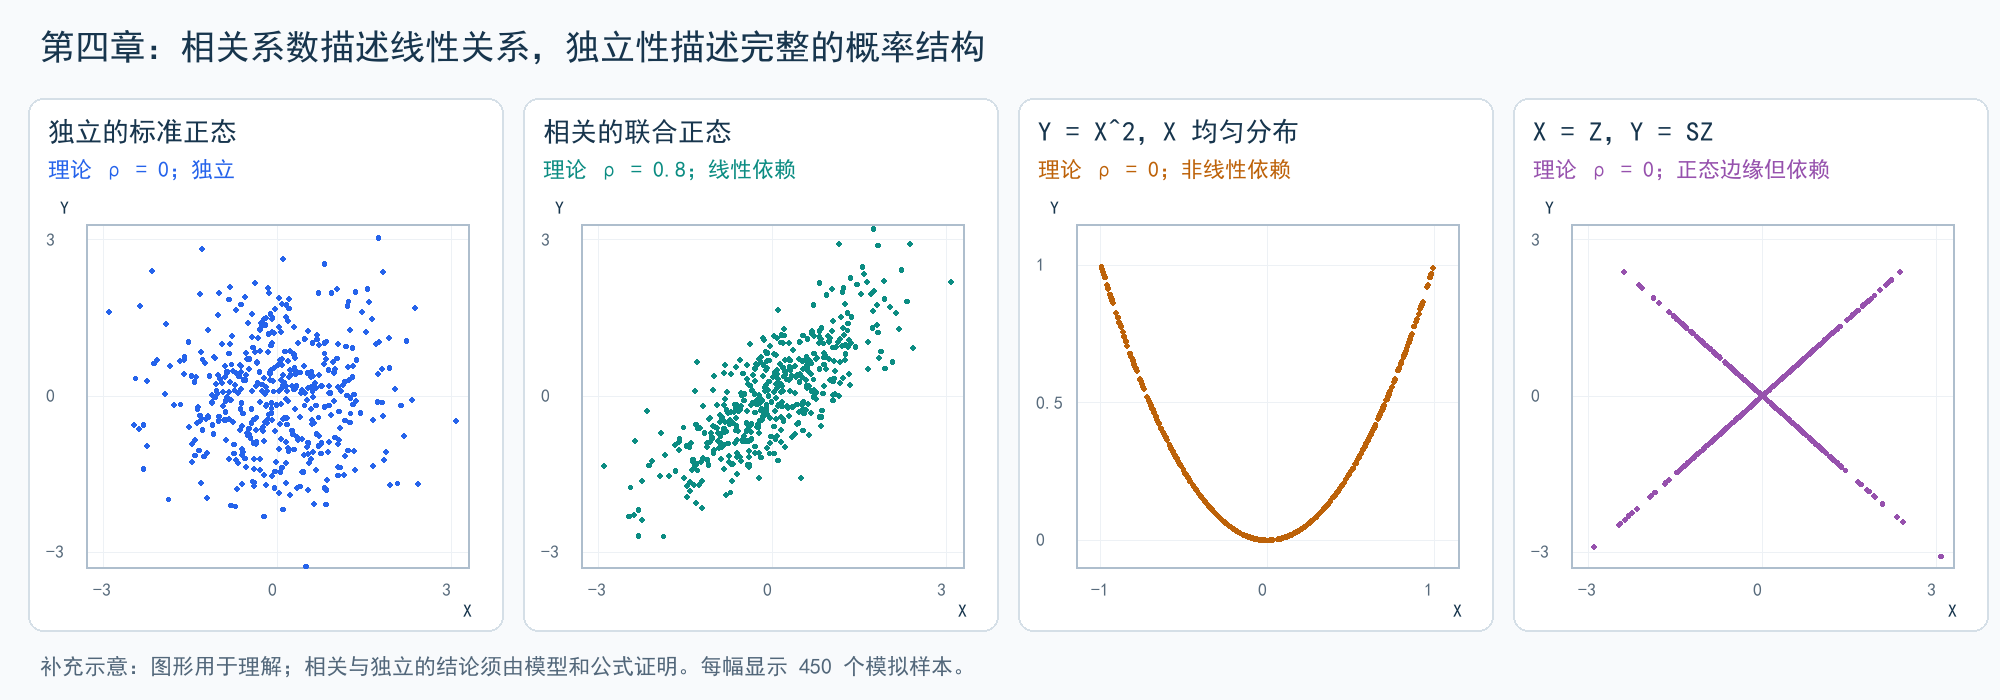 第四章：相关系数描述线性关系，独立性描述完整的概率结构
独立的标准正态
理论 ρ = 0；独立
Y
3
0
−3
−3
0
3
X
相关的联合正态
理论 ρ = 0.8；线性依赖
Y
3
0
−3
−3
0
3
X
Y = X^2，X 均匀分布
理论 ρ = 0；非线性依赖
Y
1
0.5
0
−1
0
1
X
X = Z，Y = SZ
理论 ρ = 0；正态边缘但依赖
Y
3
0
−3
−3
0
3
X
补充示意：图形用于理解；相关与独立的结论须由模型和公式证明。每幅显示 450 个模拟样本。